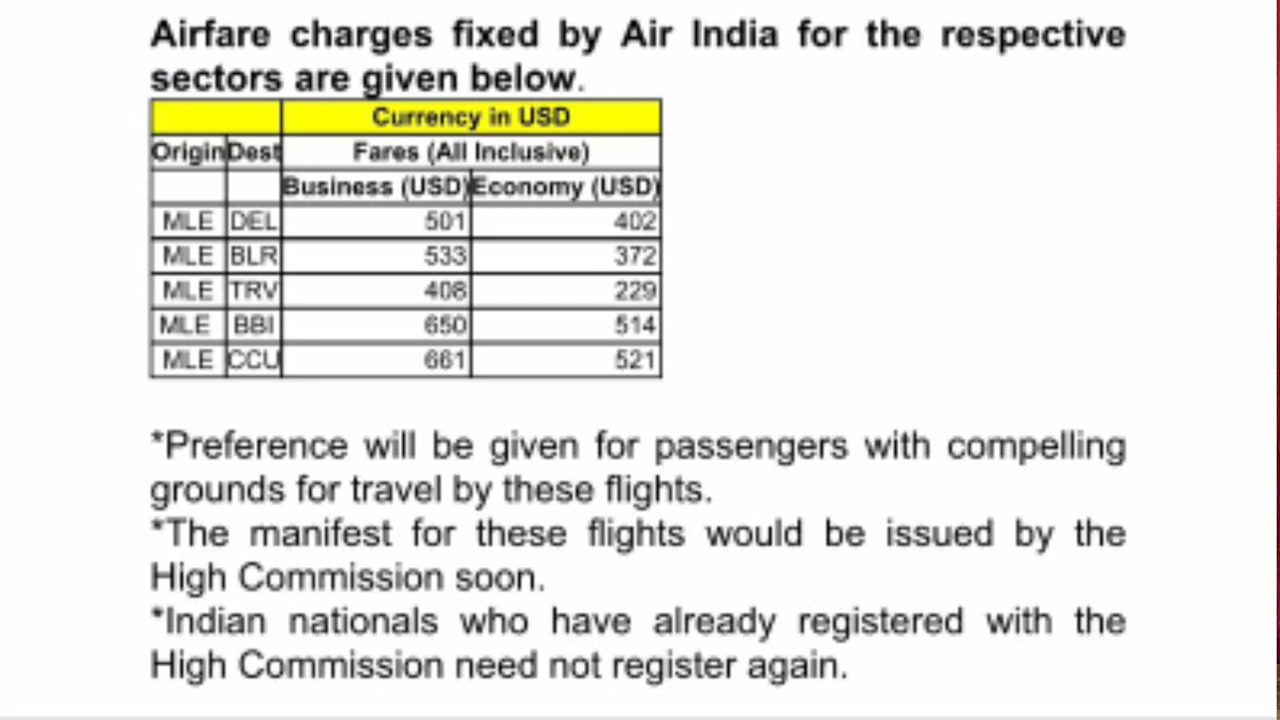 Airfare charges fixed by Air India for the respective
sectors are given below.
Currency in USD
Origin Dest Fares (All Inclusive)
Business (USD) Economy (USD)
MLE DEL 501 402
MLE BLR 533 372
MLE TRV 408 229
MLE BBI 650 514
MLE CCU 661 521
*Preference will be given for passengers with compelling
grounds for travel by these flights.
*The manifest for these flights would be issued by the
High Commission soon.
*Indian nationals who have already registered with the
High Commission need not register again.